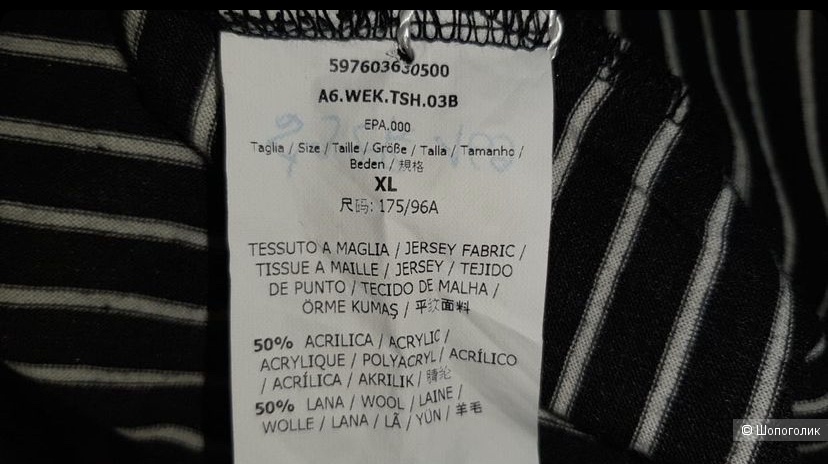 597603630500
A6.WEK.TSH.03B
EPA.000
Taglia / Size / Taille / Größe / Talla / Tamanho /
Beden / 規格
XL
尺码: 175/96A
TESSUTO A MAGLIA / JERSEY FABRIC /
TISSUE A MAILLE / JERSEY / TEJIDO
DE PUNTO / TECIDO DE MALHA /
ÖRME KUMAŞ / 平纹面料
50% ACRILICA / ACRYLIC /
ACRYLIQUE / POLYACRYL / ACRÍLICO
/ ACRÍLICA / AKRILIK / 腈纶
50% LANA / WOOL / LAINE /
WOLLE / LANA / LÃ / YÜN / 羊毛
© Шопоголик